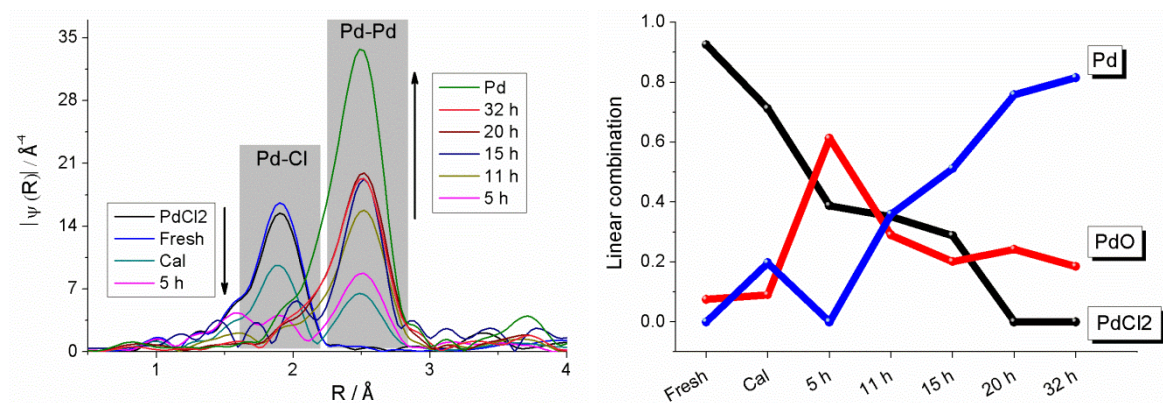 35
28
21
14
7
0
|ψ(R)| / Å⁻⁴
1
2
3
4
R / Å
Pd-Cl
Pd-Pd
PdCl2
Fresh
Cal
5 h
Pd
32 h
20 h
15 h
11 h
5 h
Linear combination
1.0
0.8
0.6
0.4
0.2
0.0
Fresh
Cal
5 h
11 h
15 h
20 h
32 h
Pd
PdO
PdCl2